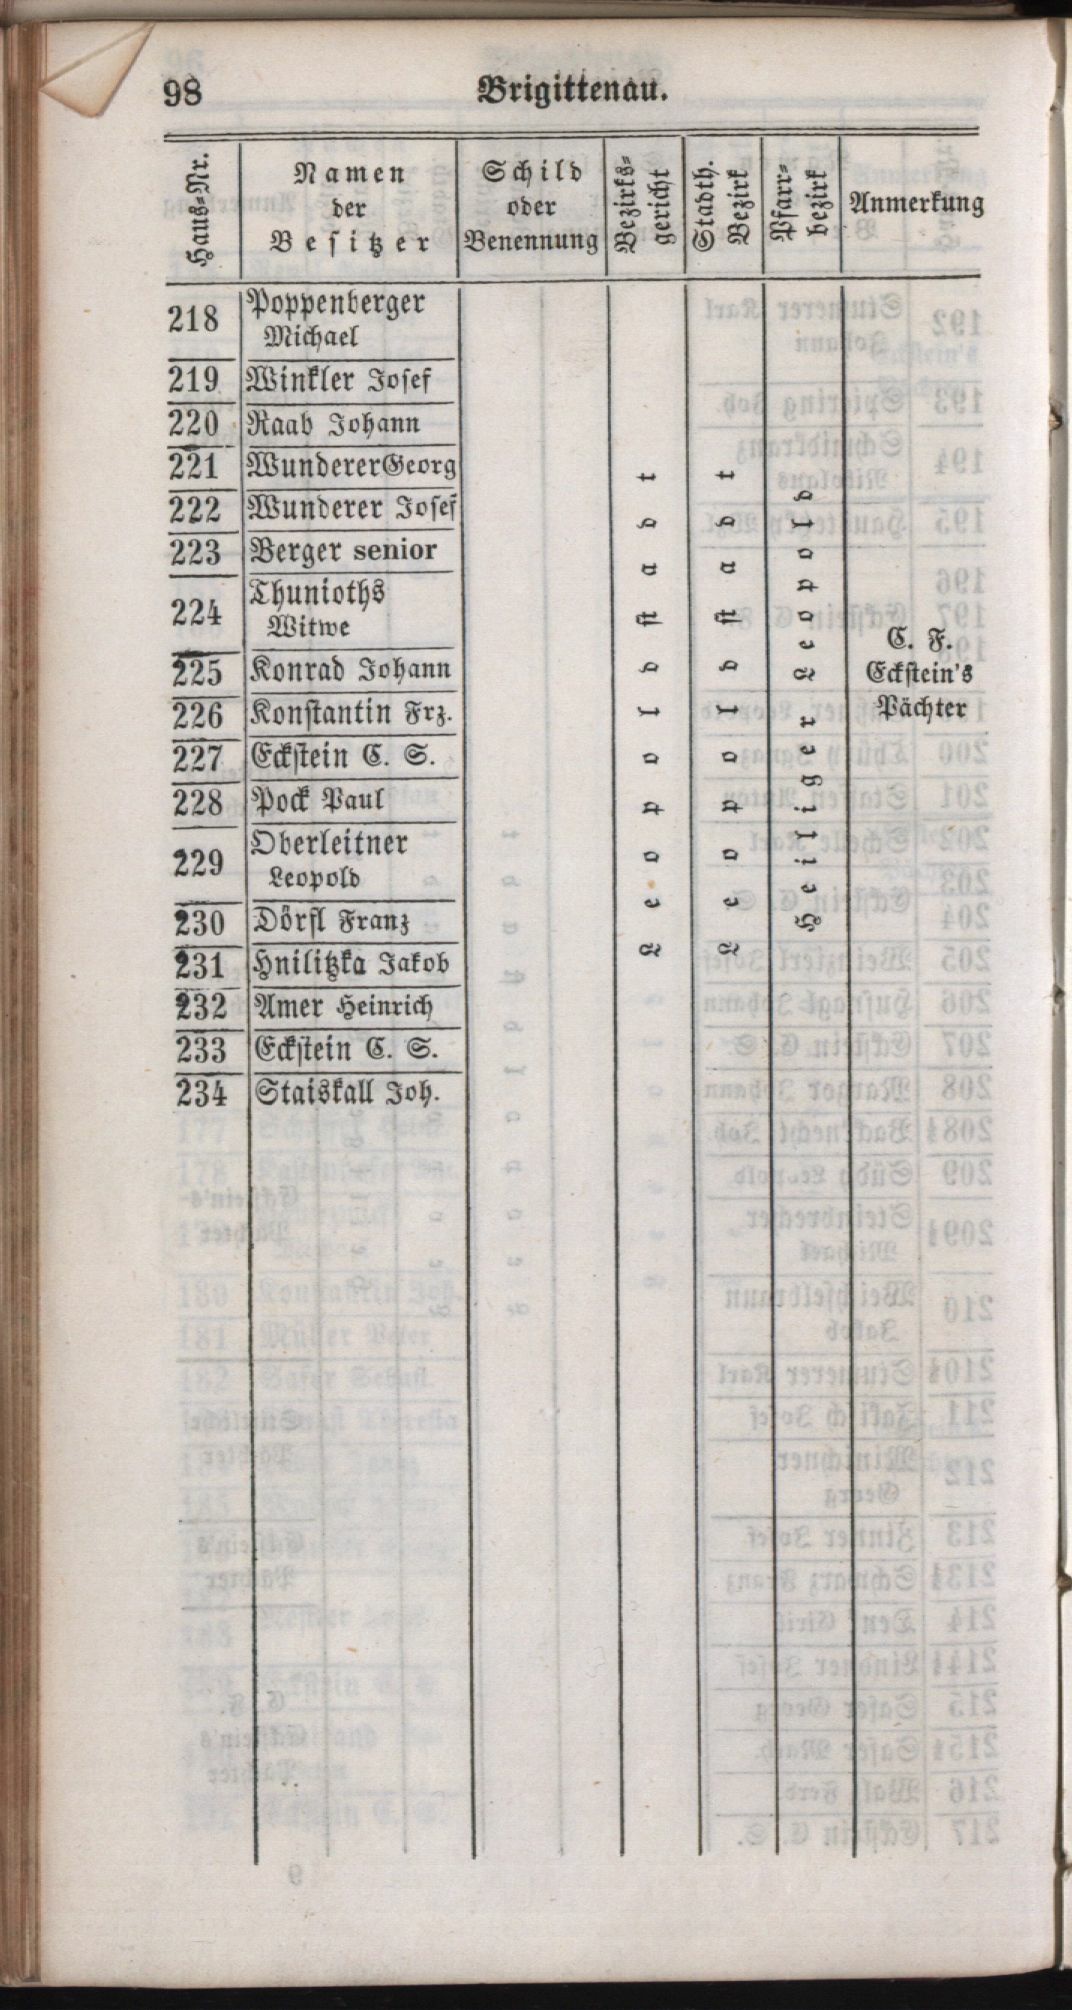 98 Brigittenau.
Haus-Nr. | Namen der Besitzer | Schild oder Benennung | Bezirks-gericht | Stadth. Bezirk | Pfarr-bezirk | Anmerkung
218 Poppenberger
Michael
219 Winkler Josef
220 Raab Johann
221 Wunderer Georg
222 Wunderer Josef
223 Berger senior
224 Thunioths
Witwe
225 Konrad Johann
226 Konstantin Frz.
227 Eckstein C. S.
228 Pock Paul
229 Oberleitner
Leopold
230 Dörfl Franz
231 Hnilitzka Jakob
232 Amer Heinrich
233 Eckstein C. S.
234 Staiskall Joh.
Leopoldstadt
Leopoldstadt
Heiliger Leopold
C. F.
Eckstein's
Pächter